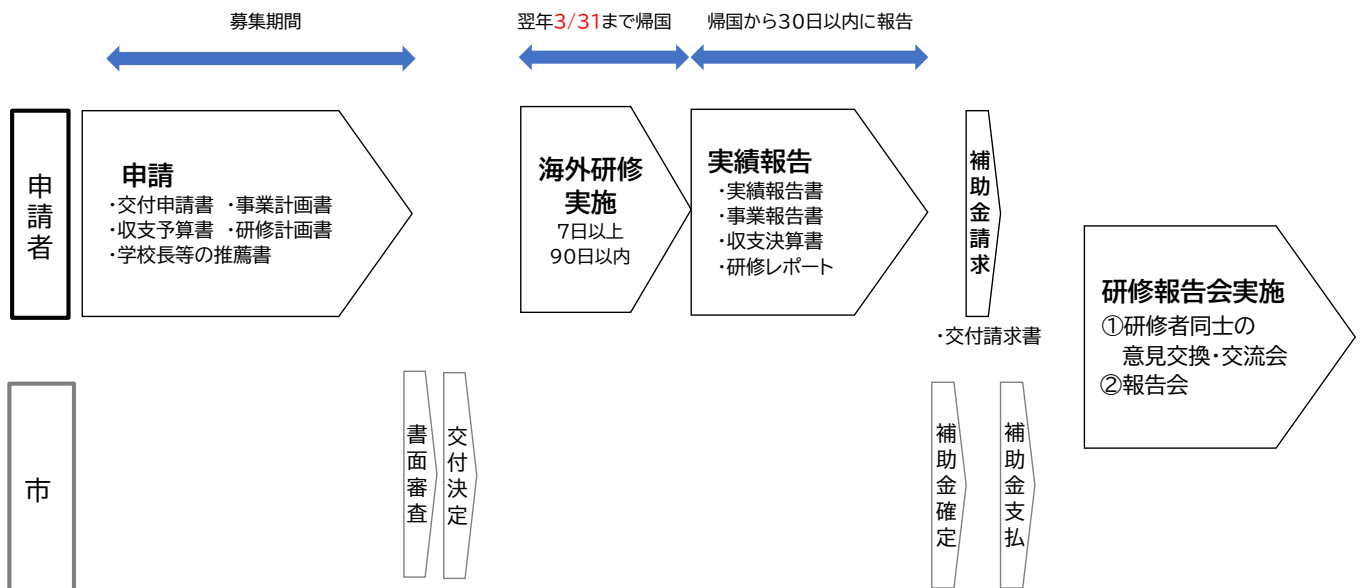 募集期間
翌年3/31まで帰国
帰国から30日以内に報告
申請者
申請
・交付申請書 ・事業計画書
・収支予算書 ・研修計画書
・学校長等の推薦書
海外研修
実施
7日以上
90日以内
実績報告
・実績報告書
・事業報告書
・収支決算書
・研修レポート
補助金請求
・交付請求書
研修報告会実施
①研修者同士の
意見交換・交流会
②報告会
市
書面審査
交付決定
補助金確定
補助金支払